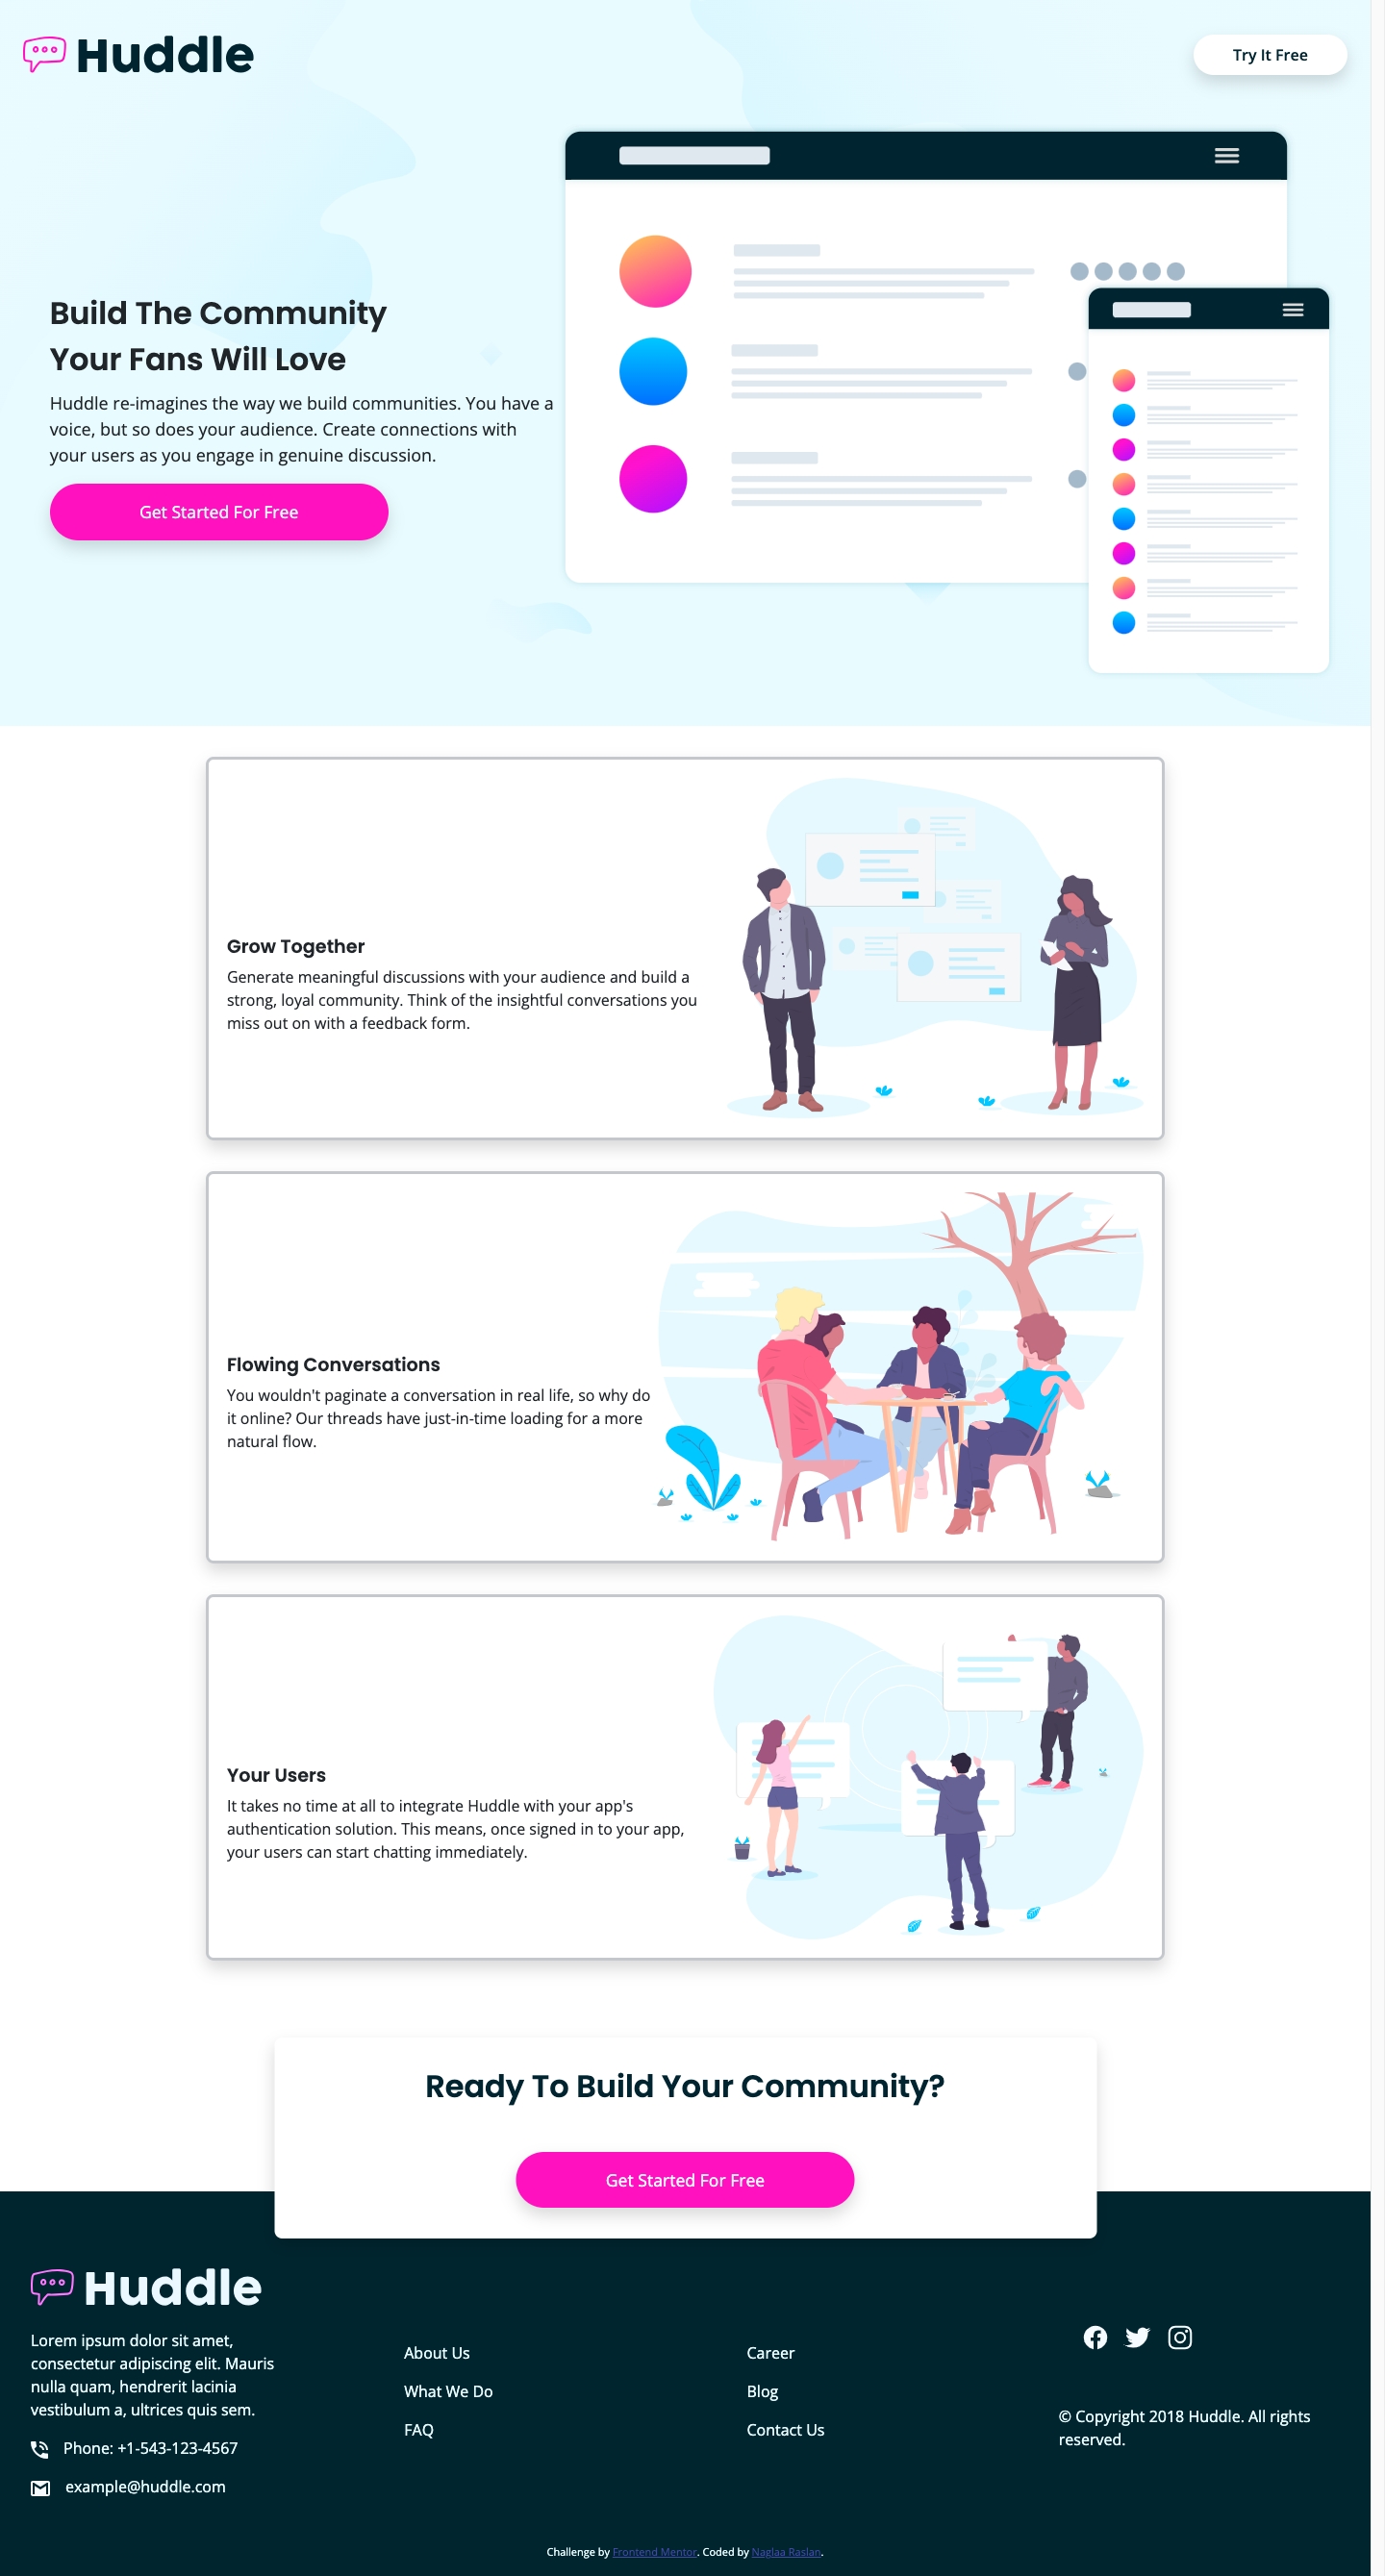 Huddle
Try It Free
Build The Community
Your Fans Will Love
Huddle re-imagines the way we build communities. You have a
voice, but so does your audience. Create connections with
your users as you engage in genuine discussion.
Get Started For Free
Grow Together
Generate meaningful discussions with your audience and build a
strong, loyal community. Think of the insightful conversations you
miss out on with a feedback form.
Flowing Conversations
You wouldn't paginate a conversation in real life, so why do
it online? Our threads have just-in-time loading for a more
natural flow.
Your Users
It takes no time at all to integrate Huddle with your app's
authentication solution. This means, once signed in to your app,
your users can start chatting immediately.
Ready To Build Your Community?
Get Started For Free
Huddle
Lorem ipsum dolor sit amet,
consectetur adipiscing elit. Mauris
nulla quam, hendrerit lacinia
vestibulum a, ultrices quis sem.
Phone: +1-543-123-4567
example@huddle.com
About Us
What We Do
FAQ
Career
Blog
Contact Us
© Copyright 2018 Huddle. All rights
reserved.
Challenge by Frontend Mentor. Coded by Naglaa Raslan.